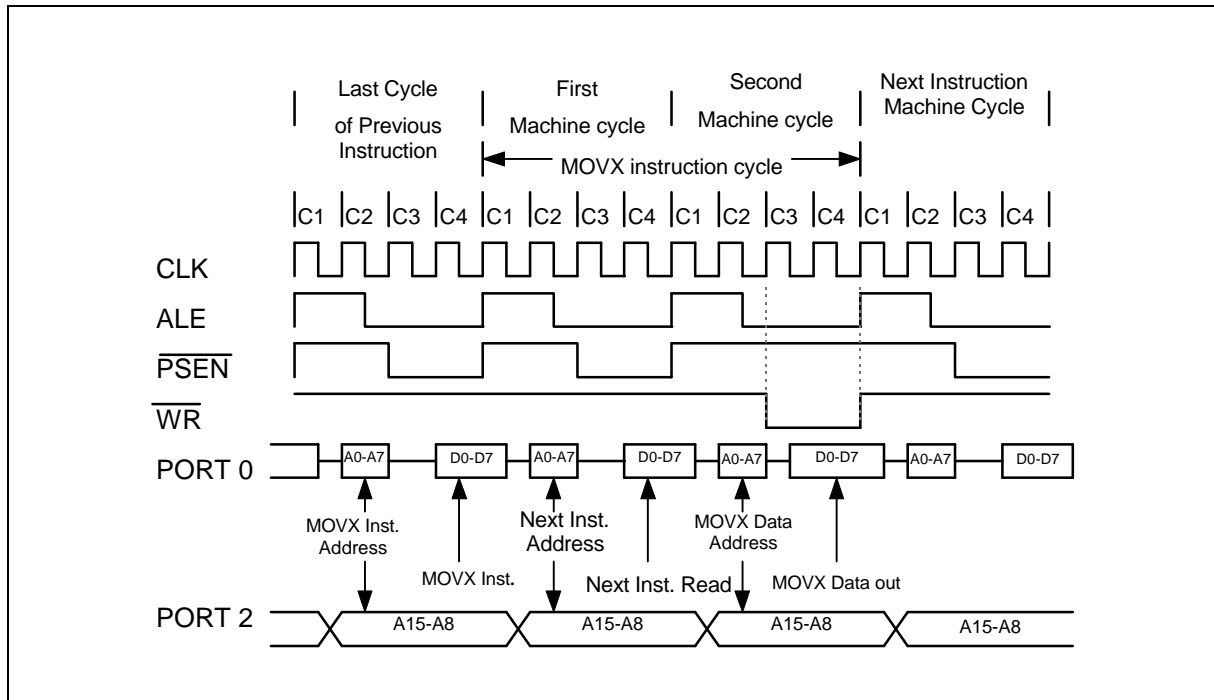 Last Cycle
of Previous
Instruction
First
Machine cycle
Second
Machine cycle
Next Instruction
Machine Cycle
MOVX instruction cycle
C1 C2 C3 C4 C1 C2 C3 C4 C1 C2 C3 C4 C1 C2 C3 C4
CLK
ALE
PSEN
WR
PORT 0
A0-A7 D0-D7 A0-A7 D0-D7 A0-A7 D0-D7 A0-A7 D0-D7
MOVX Inst.
Address
MOVX Inst.
Next Inst.
Address
Next Inst. Read
MOVX Data
Address
MOVX Data out
PORT 2
A15-A8 A15-A8 A15-A8 A15-A8